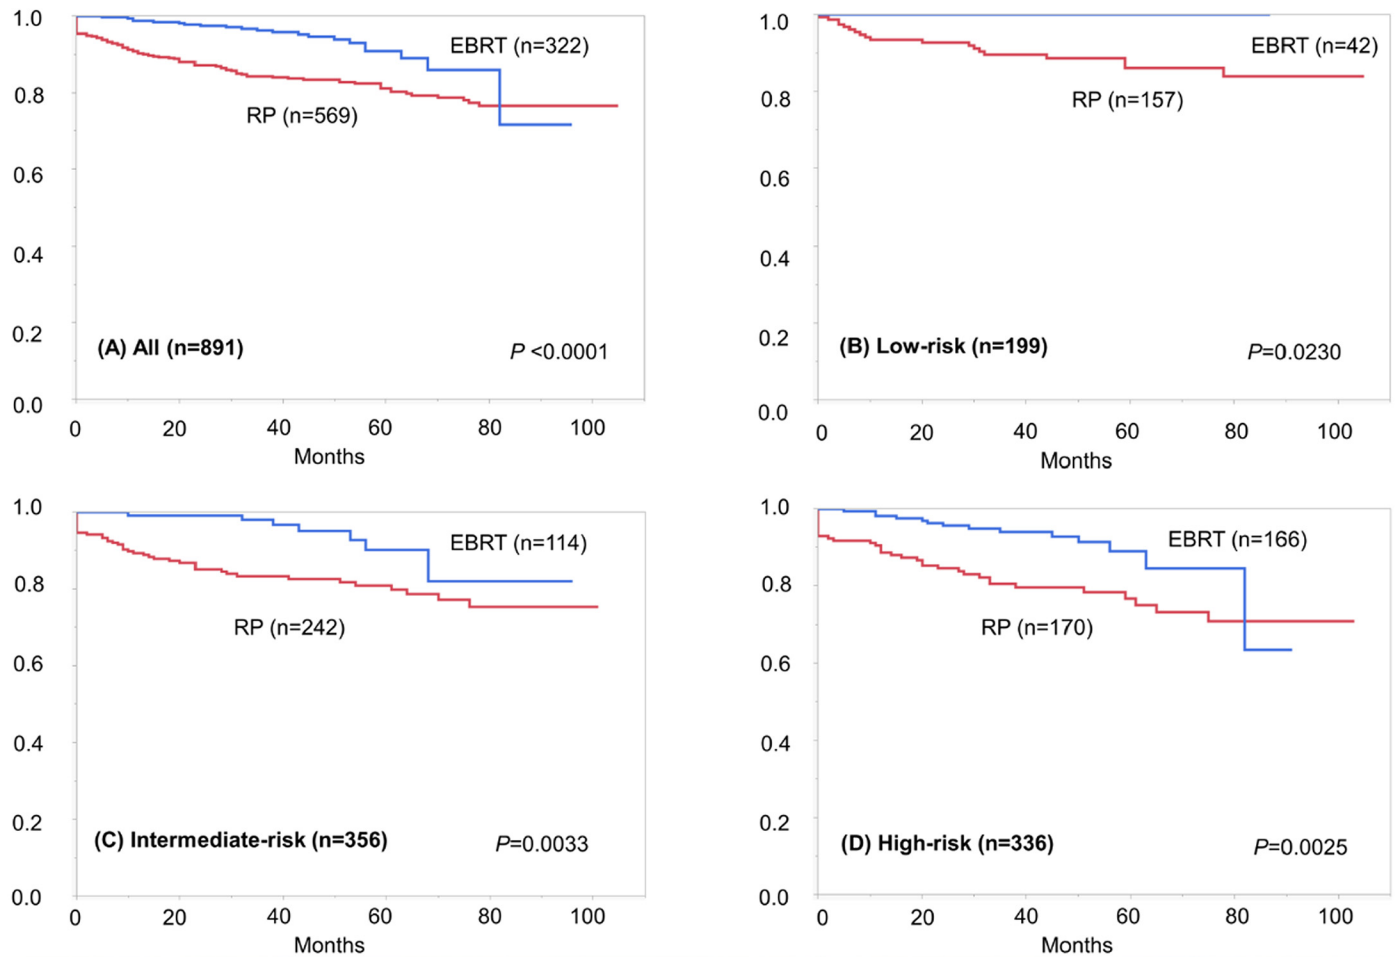 1.0
EBRT (n=322)
0.8
RP (n=569)
0.6
0.4
0.2
(A) All (n=891)
P <0.0001
0.0
0 20 40 60 80 100
Months
1.0
EBRT (n=42)
0.8
RP (n=157)
0.6
0.4
0.2
(B) Low-risk (n=199)
P=0.0230
0.0
0 20 40 60 80 100
Months
1.0
EBRT (n=114)
0.8
RP (n=242)
0.6
0.4
0.2
(C) Intermediate-risk (n=356)
P=0.0033
0.0
0 20 40 60 80 100
Months
1.0
EBRT (n=166)
0.8
RP (n=170)
0.6
0.4
0.2
(D) High-risk (n=336)
P=0.0025
0.0
0 20 40 60 80 100
Months